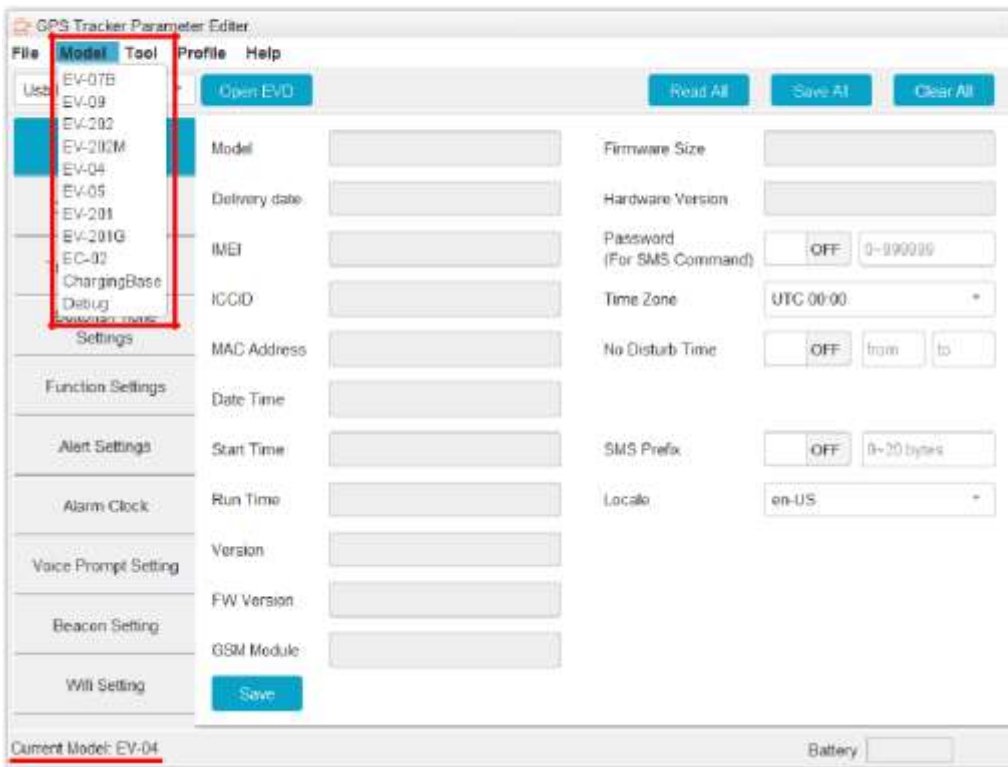 GPS Tracker Parameter Editer
File Model Tool Profile Help
Open EVD
Read All
Save All
Clear All
EV-07B
EV-09
EV-202
EV-202M
EV-04
EV-05
EV-201
EV-201G
EC-02
ChargingBase
Debug
Settings
Function Settings
Alert Settings
Alarm Clock
Voice Prompt Setting
Beacon Setting
Wifi Setting
Model
Delivery date
IMEI
ICCID
MAC Address
Date Time
Start Time
Run Time
Version
FW Version
GSM Module
Save
Firmware Size
Hardware Version
Password
(For SMS Command) OFF 0~999999
Time Zone UTC 00:00
No Disturb Time OFF from to
SMS Prefix OFF 0~20 bytes
Locale en-US
Current Model: EV-04
Battery